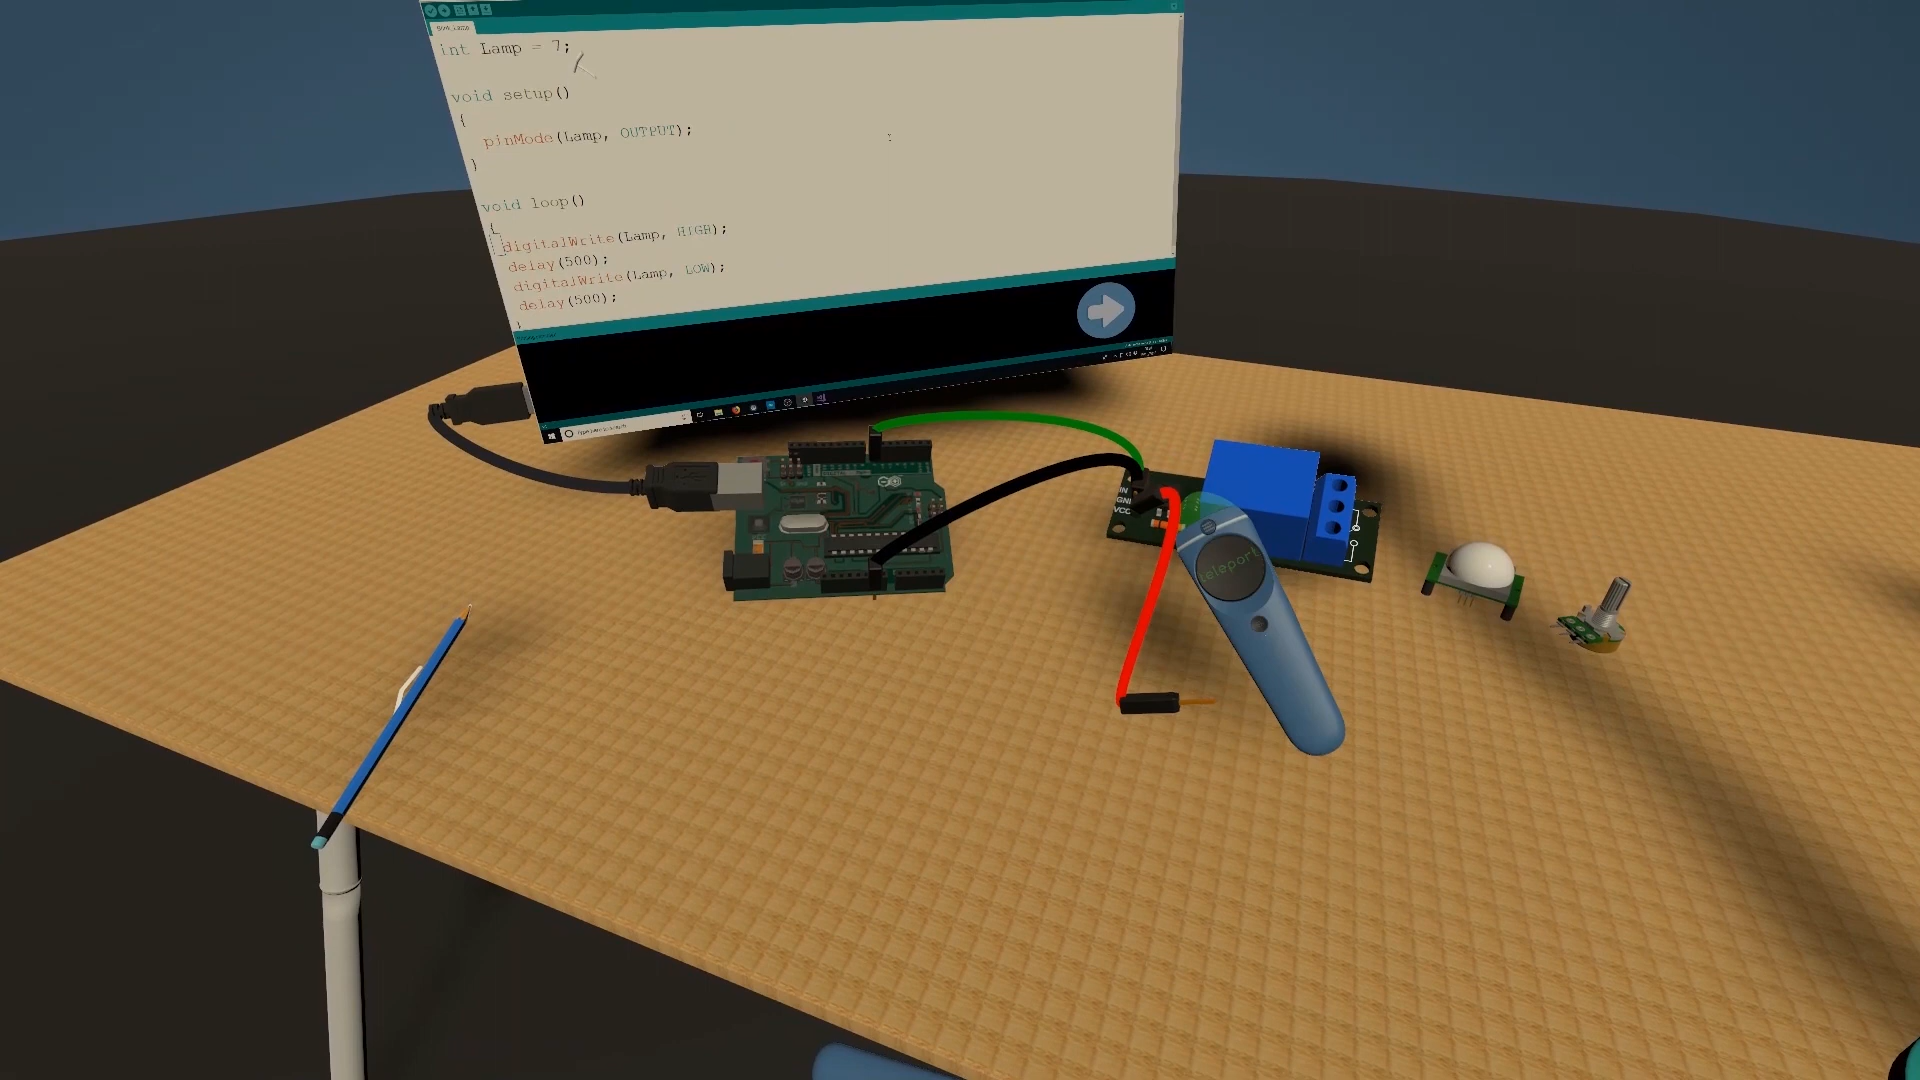 Blink_Lamp
int Lamp = 7;
void setup()
{
pinMode(Lamp, OUTPUT);
}
void loop()
{
digitalWrite(Lamp, HIGH);
delay(500);
digitalWrite(Lamp, LOW);
delay(500);
}
IN
GND
VCC
teleport